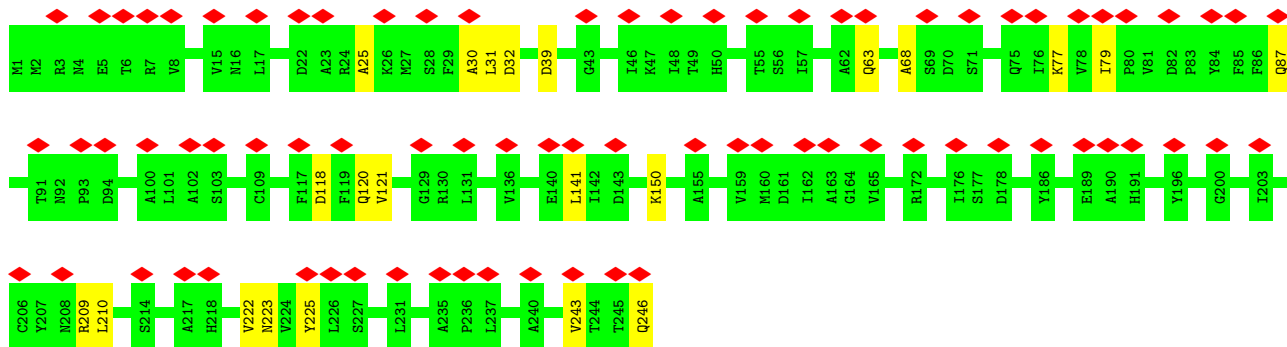 M1 M2 R3 N4 E5 T6 R7 V8 V15 N16 L17 D22 A23 R24 A25 K26 M27 S28 F29 A30 L31 D32 D39 G43 I46 K47 I48 T49 H50 T55 S56 I57 A62 Q63 A68 S69 D70 S71 Q75 I76 K77 V78 I79 P80 V81 D82 P83 Y84 F85 F86 Q87
T91 N92 P93 D94 A100 L101 A102 S103 C109 F117 D118 F119 Q120 V121 G129 R130 L131 V136 E140 L141 I142 D143 K150 A155 V159 M160 D161 I162 A163 G164 V165 R172 I176 S177 D178 Y186 E189 A190 H191 Y196 G200 I203
C206 Y207 N208 R209 L210 S214 A217 H218 V222 N223 V224 Y225 L226 S227 L231 A235 P236 L237 A240 V243 T244 T245 Q246